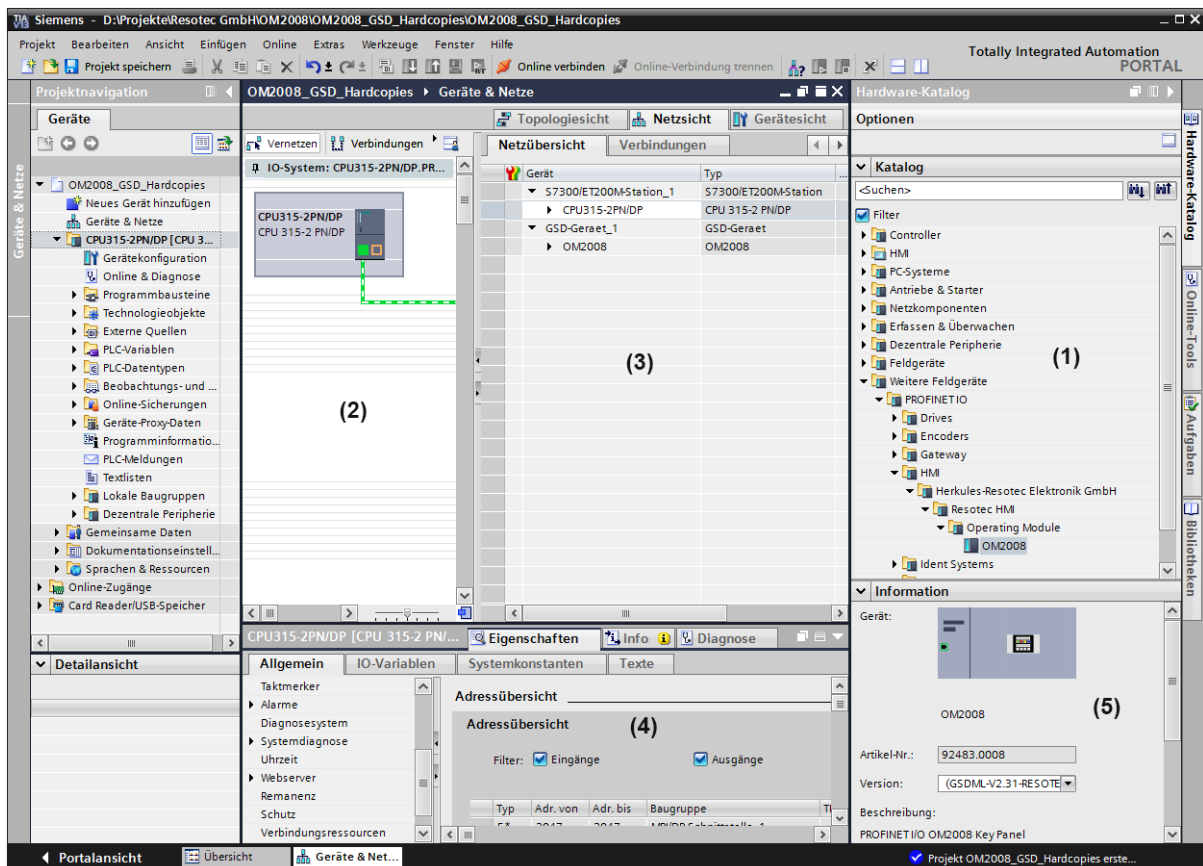 TIA V13 Siemens - D:\Projekte\Resotec GmbH\OM2008\OM2008_GSD_Hardcopies\OM2008_GSD_Hardcopies
Projekt Bearbeiten Ansicht Einfügen Online Extras Werkzeuge Fenster Hilfe
Totally Integrated Automation
PORTAL
Projekt speichern Online verbinden Online-Verbindung trennen
Projektnavigation
Geräte
Geräte & Netze
OM2008_GSD_Hardcopies
Neues Gerät hinzufügen
Geräte & Netze
CPU315-2PN/DP [CPU 3...
Gerätekonfiguration
Online & Diagnose
Programmbausteine
Technologieobjekte
Externe Quellen
PLC-Variablen
PLC-Datentypen
Beobachtungs- und ...
Online-Sicherungen
Geräte-Proxy-Daten
Programminformatio...
PLC-Meldungen
Textlisten
Lokale Baugruppen
Dezentrale Peripherie
Gemeinsame Daten
Dokumentationseinstell...
Sprachen & Ressourcen
Online-Zugänge
Card Reader/USB-Speicher
Detailansicht
OM2008_GSD_Hardcopies Geräte & Netze
Topologiesicht Netzsicht Gerätesicht
Vernetzen Verbindungen
IO-System: CPU315-2PN/DP.PR...
CPU315-2PN/DP
CPU 315-2 PN/DP
(2)
Netzübersicht Verbindungen
Gerät Typ ...
S7300/ET200M-Station_1 S7300/ET200M-Station
CPU315-2PN/DP CPU 315-2 PN/DP
GSD-Geraet_1 GSD-Geraet
OM2008 OM2008
(3)
CPU315-2PN/DP [CPU 315-2 PN/... Eigenschaften Info Diagnose
Allgemein IO-Variablen Systemkonstanten Texte
Taktmerker
Alarme
Diagnosesystem
Systemdiagnose
Uhrzeit
Webserver
Remanenz
Schutz
Verbindungsressourcen
Adressübersicht
Adressübersicht
(4)
Filter: Eingänge Ausgänge
Typ Adr. von Adr. bis Baugruppe
Hardware-Katalog
Optionen
Katalog
<Suchen>
Filter
Controller
HMI
PC-Systeme
Antriebe & Starter
Netzkomponenten
Erfassen & Überwachen
Dezentrale Peripherie
Feldgeräte
Weitere Feldgeräte
PROFINET IO
Drives
Encoders
Gateway
HMI
Herkules-Resotec Elektronik GmbH
Resotec HMI
Operating Module
OM2008
Ident Systems
(1)
Information
Gerät:
OM2008
(5)
Artikel-Nr.: 92483.0008
Version: (GSDML-V2.31-RESOTE
Beschreibung:
PROFINET I/O OM2008 Key Panel
Hardware-Katalog
Online-Tools
Aufgaben
Bibliotheken
Portalansicht Übersicht Geräte & Net... Projekt OM2008_GSD_Hardcopies erste...